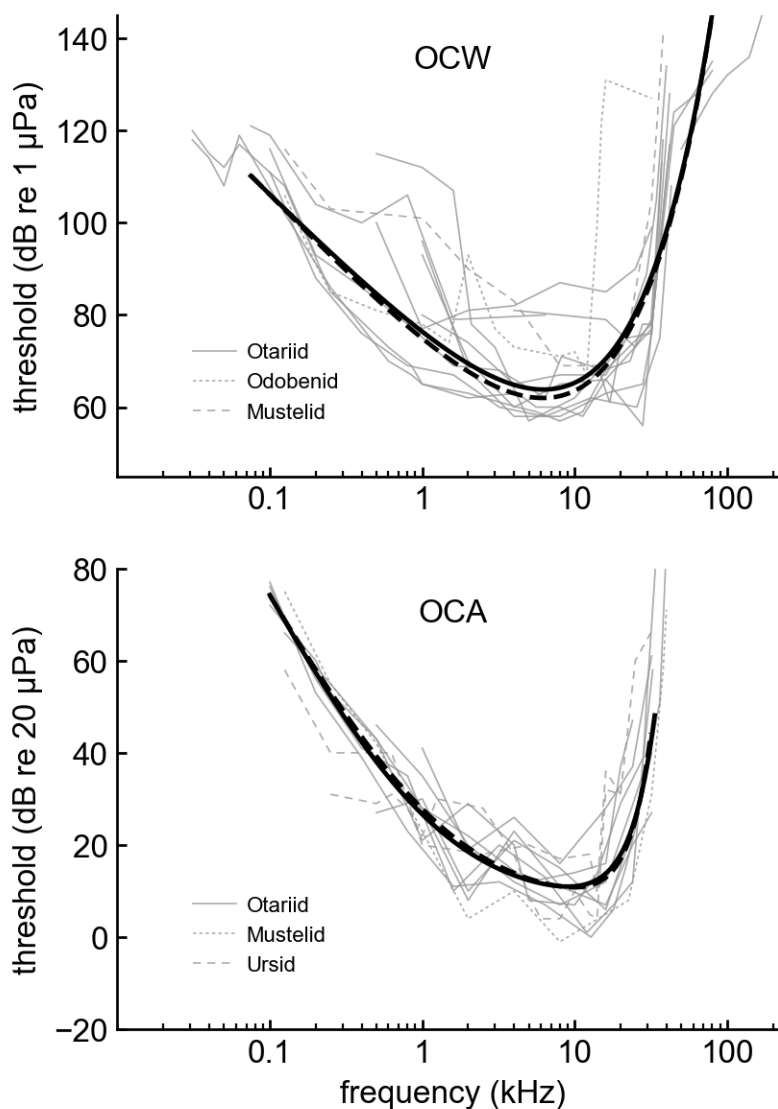 OCW
threshold (dB re 1 μPa)
140
120
100
80
60
Otariid
Odobenid
Mustelid
0.1 1 10 100
OCA
threshold (dB re 20 μPa)
80
60
40
20
0
−20
Otariid
Mustelid
Ursid
0.1 1 10 100
frequency (kHz)